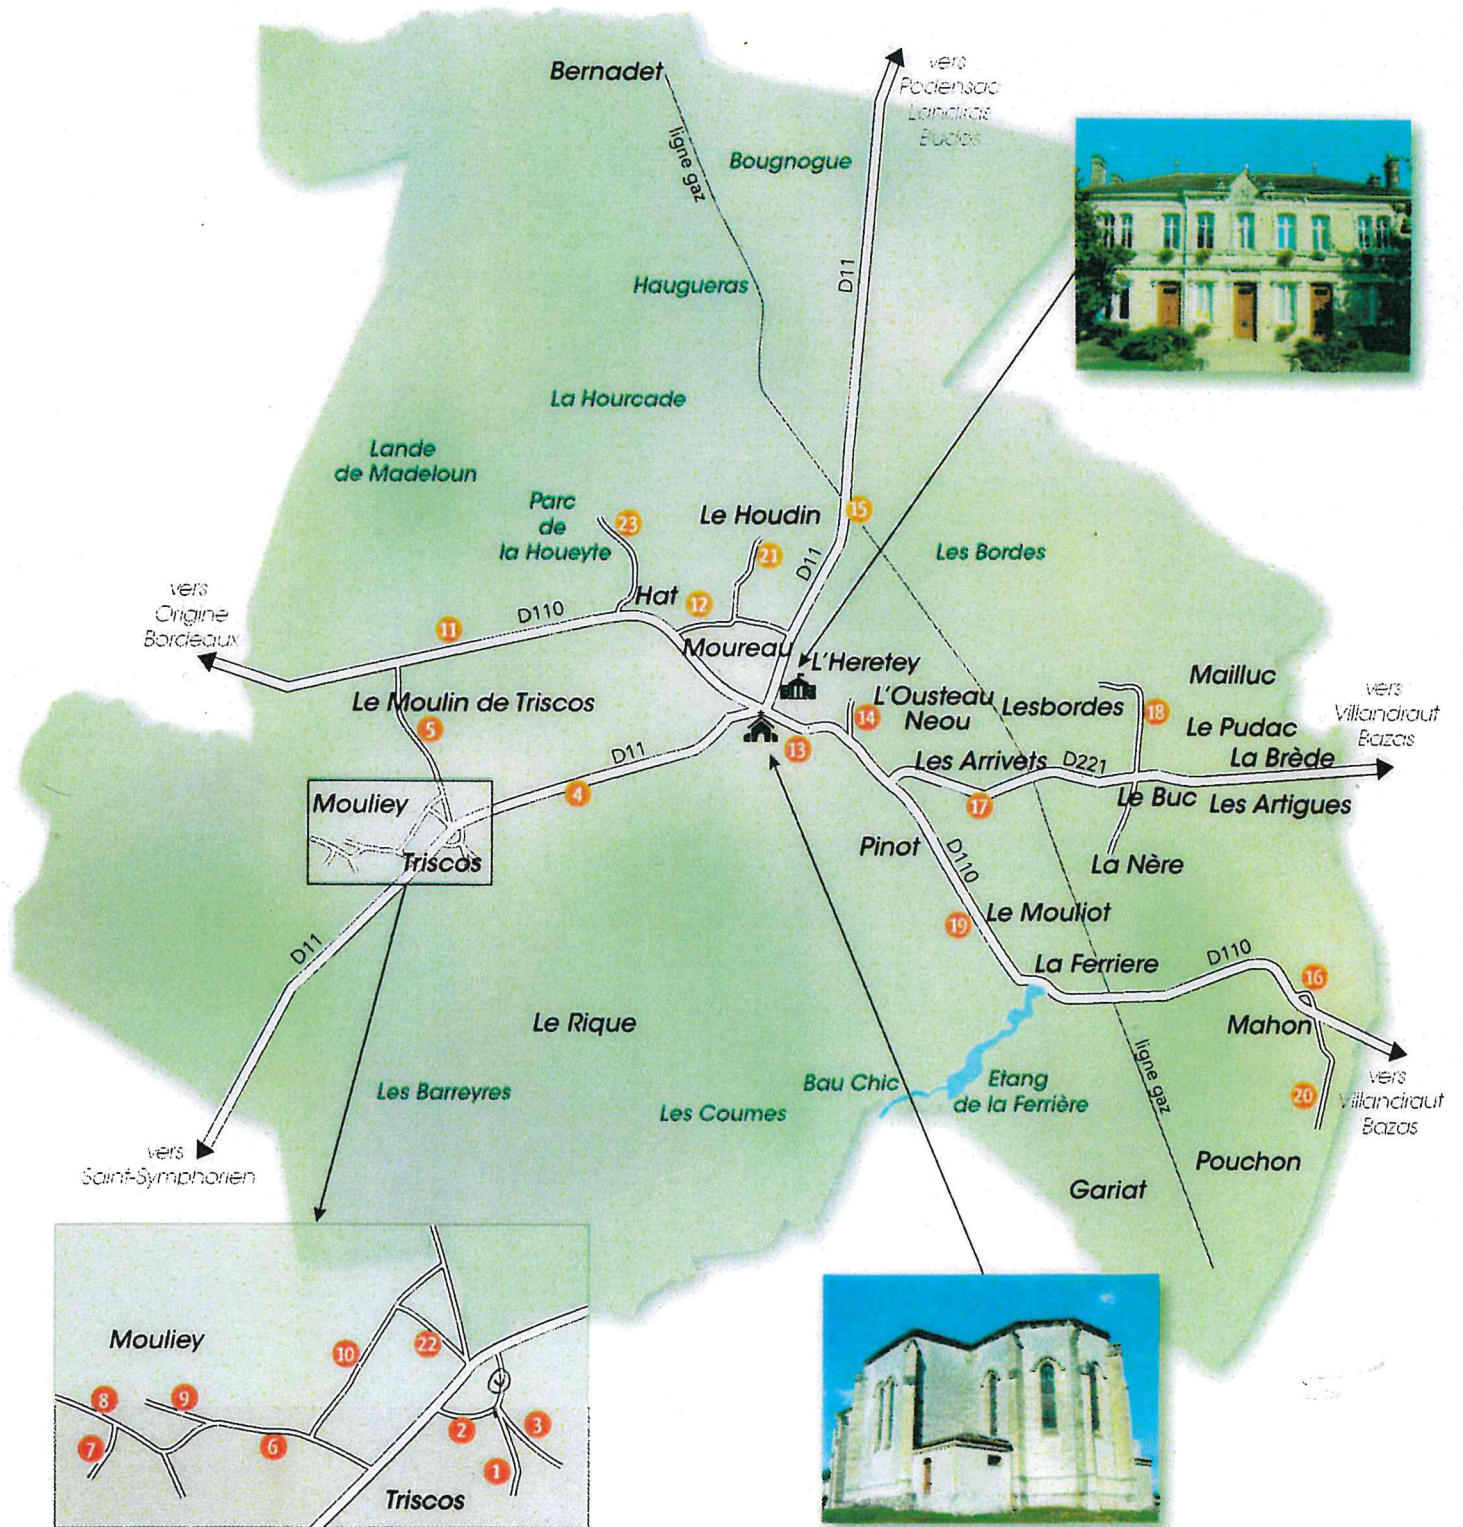 Bernadet
vers
Podensac
Landiras
Budos
ligne gaz
Bougnogue
Haugueras
D11
La Hourcade
Lande
de Madeloun
Parc
de
la Houeyte
23
Le Houdin
15
21
D11
Les Bordes
vers
Origine
Bordeaux
D110
Hat
12
11
Moureau
L'Heretey
Mailluc
Le Moulin de Triscos
L'Ousteau
Neou
Lesbordes
vers
Villandraut
Bazas
5
14
18
Le Pudac
13
D11
Les Arrivets
D221
La Brède
4
Mouliey
17
Le Buc
Les Artigues
Triscos
Pinot
D110
La Nère
19
Le Mouliot
D11
La Ferriere
D110
16
Le Rique
Mahon
ligne gaz
Les Barreyres
Les Coumes
Bau Chic
Etang
de la Ferrière
20
vers
Villandraut
Bazas
vers
Saint-Symphorien
Pouchon
Gariat
Mouliey
10
22
8
9
7
6
2
3
1
Triscos